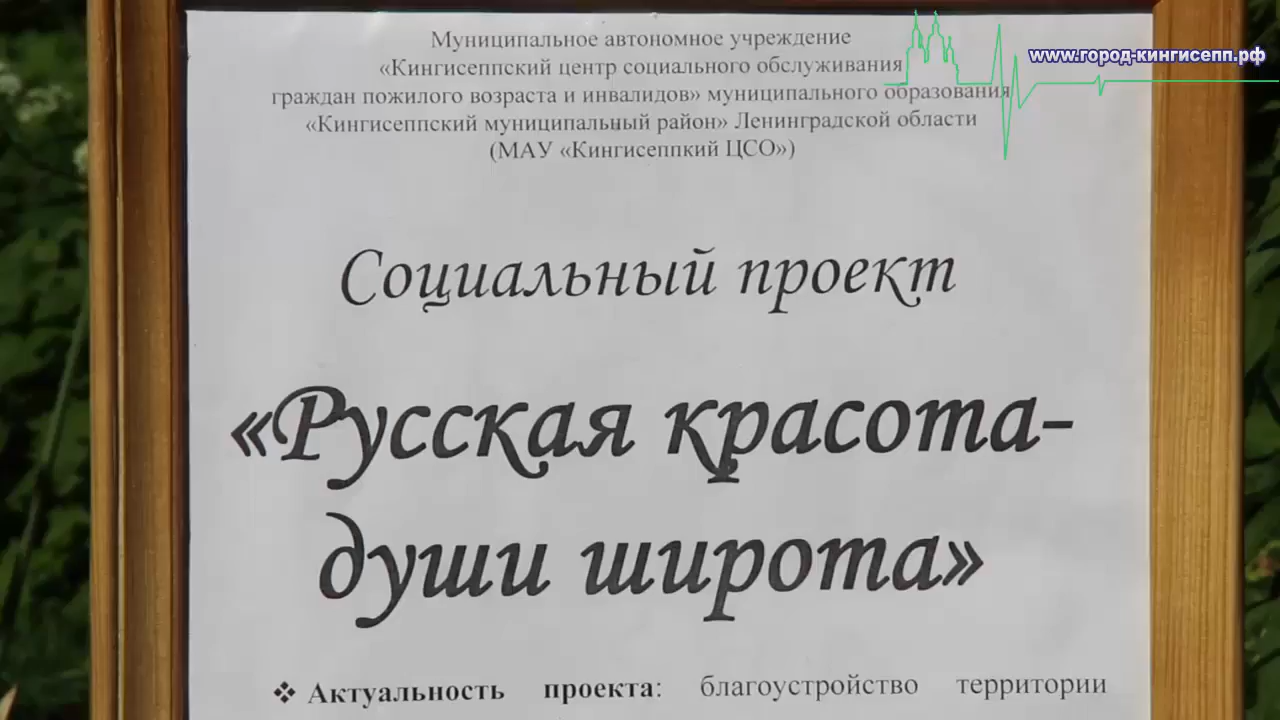 www.город-кингисепп.рф
Муниципальное автономное учреждение
«Кингисеппский центр социального обслуживания
граждан пожилого возраста и инвалидов» муниципального образования
«Кингисеппский муниципальный район» Ленинградской области
(МАУ «Кингисеппкий ЦСО»)
Социальный проект
«Русская красота-
души широта»
❖ Актуальность проекта: благоустройство территории